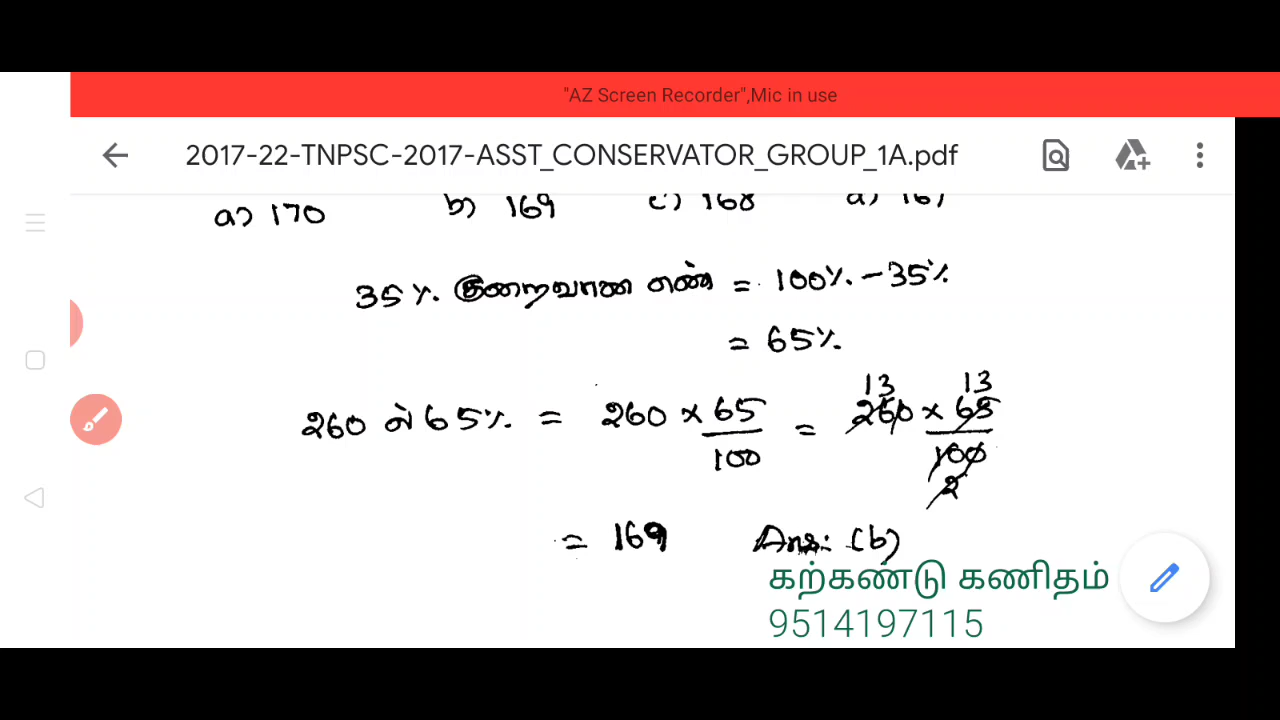 "AZ Screen Recorder",Mic in use
2017-22-TNPSC-2017-ASST_CONSERVATOR_GROUP_1A.pdf
a) 170 b) 169 c) 168 d) 167
35%. குறைவான எண் = 100% - 35%
= 65%.
260 ல் 65%. = 260 × 65/100 = 13 260 × 13 65/100 2
= 169 Ans: (b)
கற்கண்டு கணிதம்
9514197115